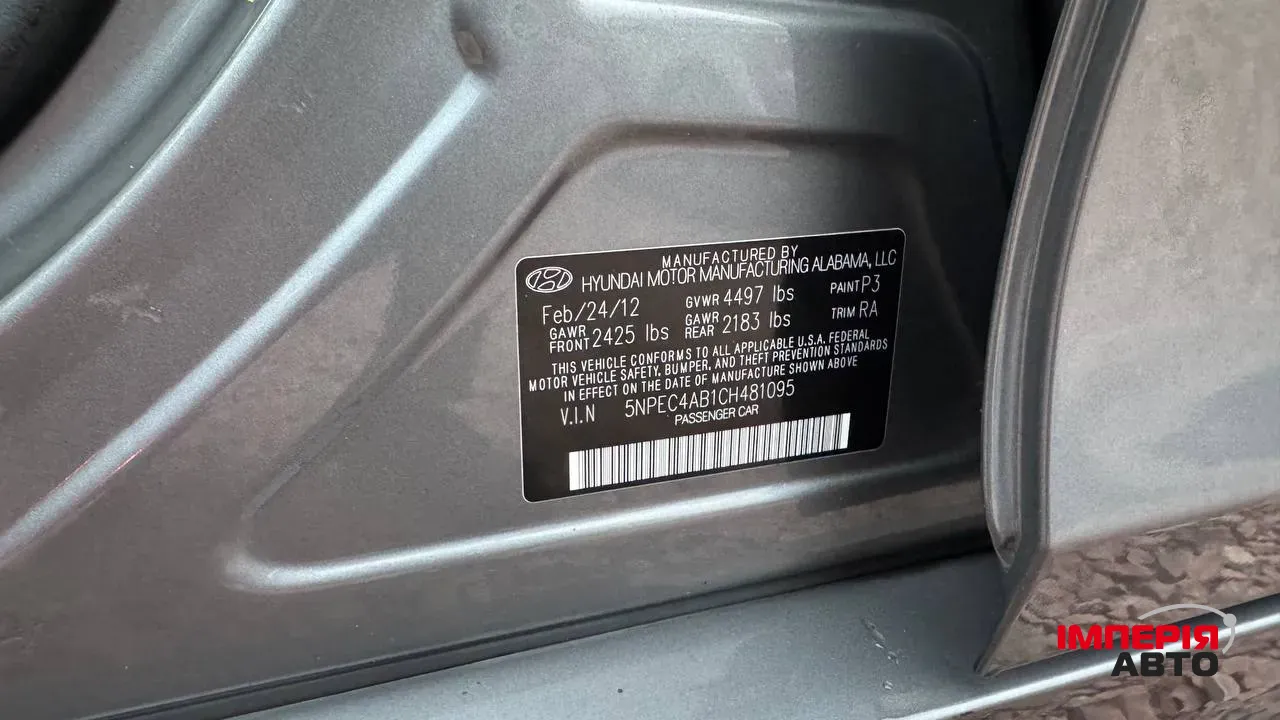 MANUFACTURED BY
HYUNDAI MOTOR MANUFACTURING ALABAMA, LLC
Feb/24/12 GVWR 4497 lbs PAINT P3
GAWR FRONT 2425 lbs GAWR REAR 2183 lbs TRIM RA
THIS VEHICLE CONFORMS TO ALL APPLICABLE U.S.A. FEDERAL
MOTOR VEHICLE SAFETY, BUMPER, AND THEFT PREVENTION STANDARDS
IN EFFECT ON THE DATE OF MANUFACTURE SHOWN ABOVE
V.I.N 5NPEC4AB1CH481095
PASSENGER CAR
ІМПЕРІЯ
АВТО